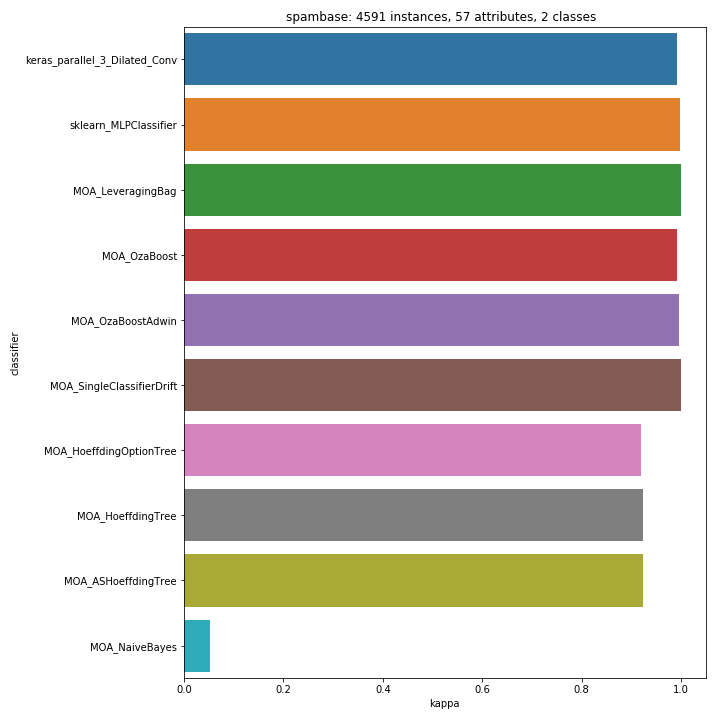 spambase: 4591 instances, 57 attributes, 2 classes
classifier
keras_parallel_3_Dilated_Conv
sklearn_MLPClassifier
MOA_LeveragingBag
MOA_OzaBoost
MOA_OzaBoostAdwin
MOA_SingleClassifierDrift
MOA_HoeffdingOptionTree
MOA_HoeffdingTree
MOA_ASHoeffdingTree
MOA_NaiveBayes
0.0 0.2 0.4 0.6 0.8 1.0
kappa